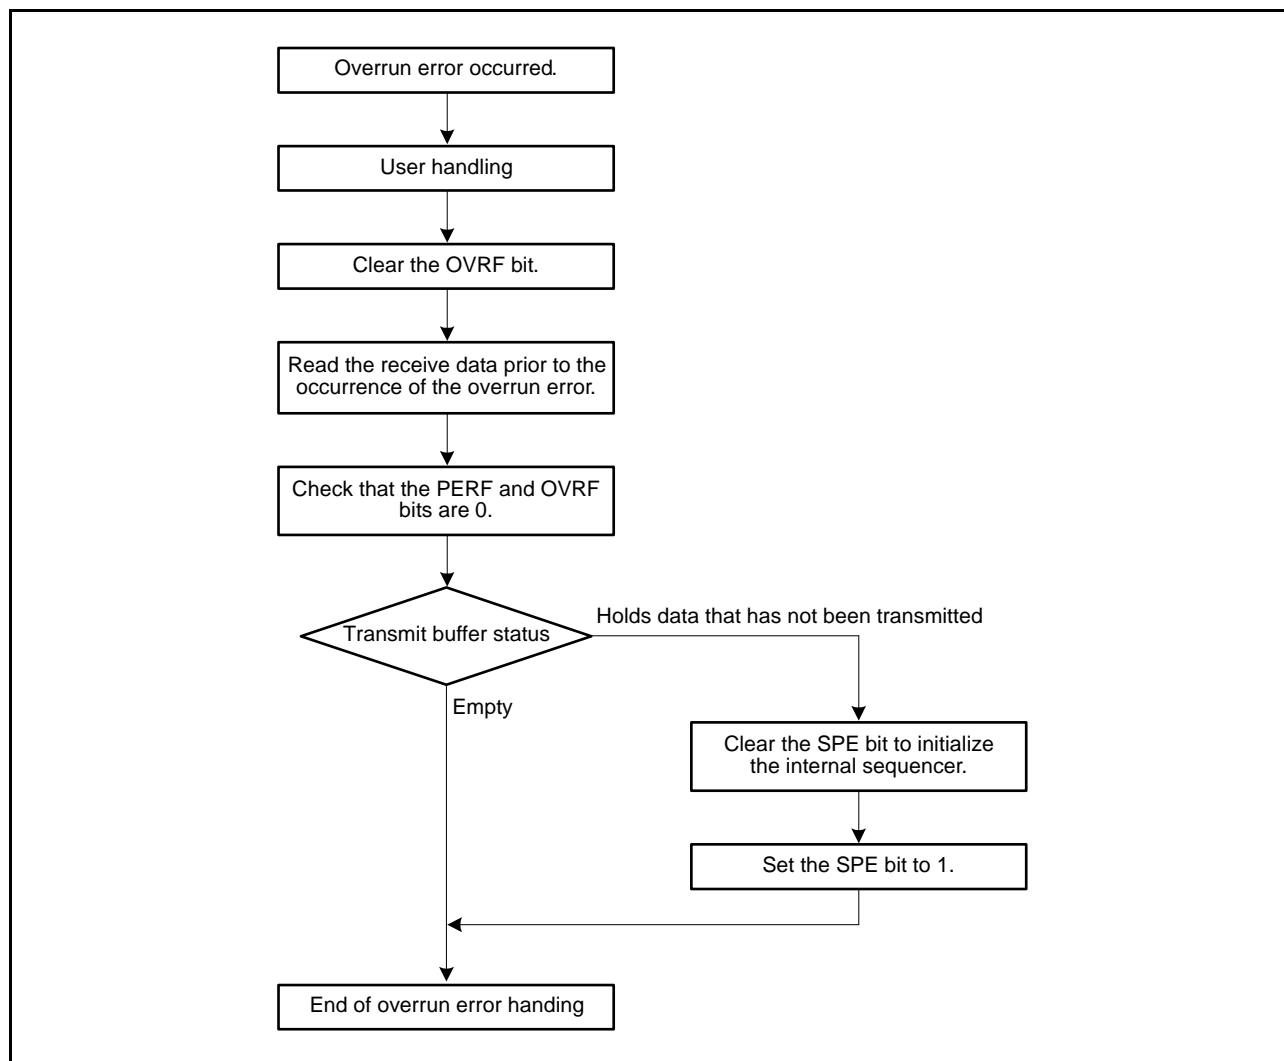 Overrun error occurred.
User handling
Clear the OVRF bit.
Read the receive data prior to the
occurrence of the overrun error.
Check that the PERF and OVRF
bits are 0.
Transmit buffer status
Holds data that has not been transmitted
Empty
Clear the SPE bit to initialize
the internal sequencer.
Set the SPE bit to 1.
End of overrun error handing